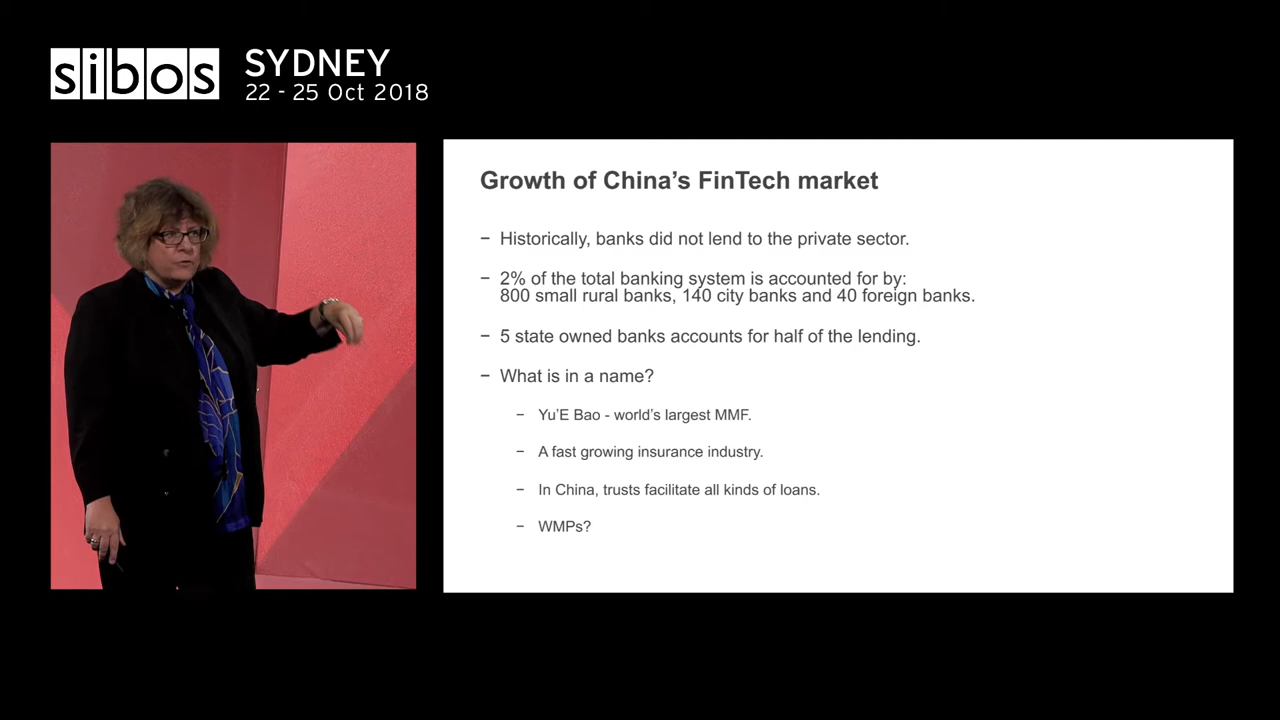 sibos
SYDNEY
22 - 25 Oct 2018
Growth of China’s FinTech market
− Historically, banks did not lend to the private sector.
− 2% of the total banking system is accounted for by:
800 small rural banks, 140 city banks and 40 foreign banks.
− 5 state owned banks accounts for half of the lending.
− What is in a name?
− Yu’E Bao - world’s largest MMF.
− A fast growing insurance industry.
− In China, trusts facilitate all kinds of loans.
− WMPs?